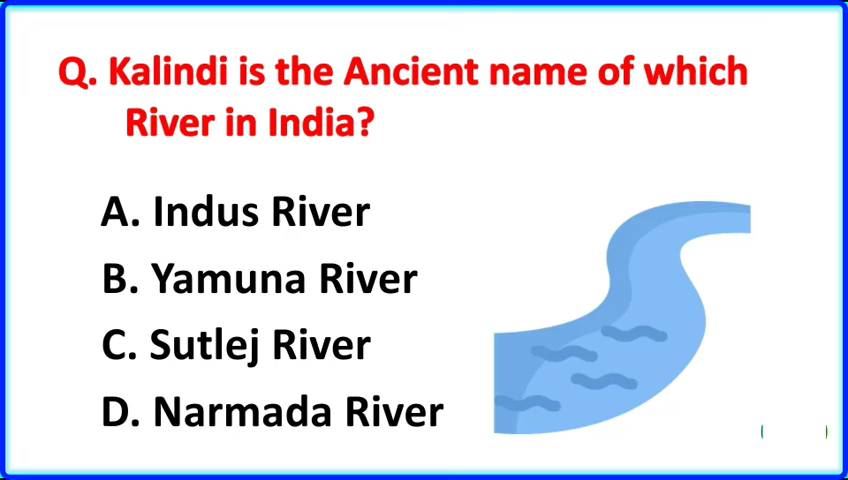 Q. Kalindi is the Ancient name of which
River in India?
A. Indus River
B. Yamuna River
C. Sutlej River
D. Narmada River